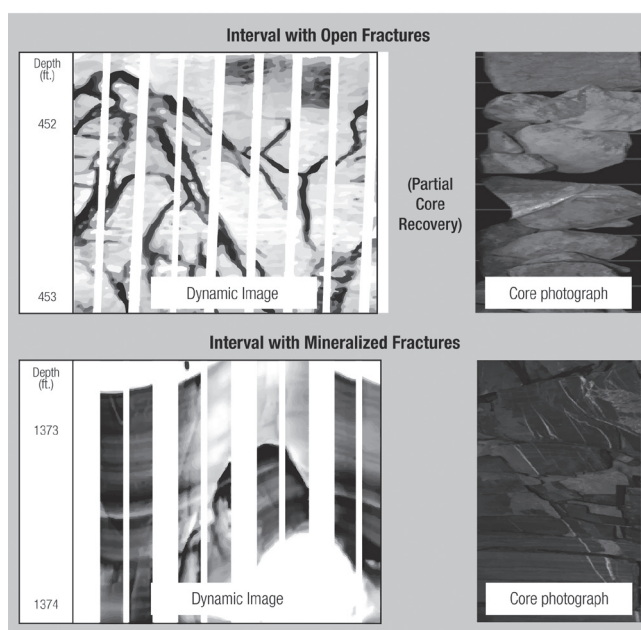 Interval with Open Fractures
Depth
(ft.)
452
453
Dynamic Image
(Partial
Core
Recovery)
Core photograph
Interval with Mineralized Fractures
Depth
(ft.)
1373
1374
Dynamic Image
Core photograph